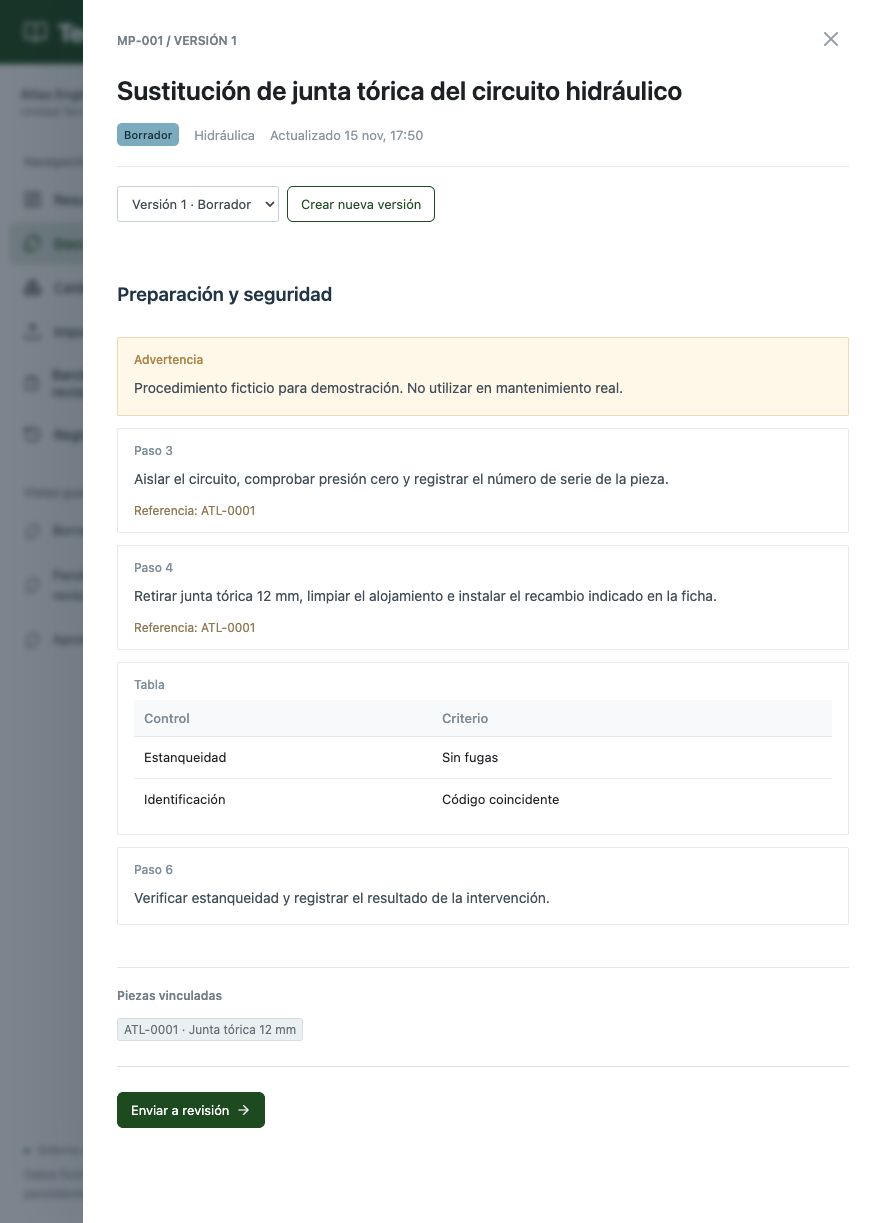 MP-001 / VERSIÓN 1
Sustitución de junta tórica del circuito hidráulico
Borrador Hidráulica Actualizado 15 nov, 17:50
Versión 1 · Borrador Crear nueva versión
Preparación y seguridad
Advertencia
Procedimiento ficticio para demostración. No utilizar en mantenimiento real.
Paso 3
Aislar el circuito, comprobar presión cero y registrar el número de serie de la pieza.
Referencia: ATL-0001
Paso 4
Retirar junta tórica 12 mm, limpiar el alojamiento e instalar el recambio indicado en la ficha.
Referencia: ATL-0001
Tabla
Control Criterio
Estanqueidad Sin fugas
Identificación Código coincidente
Paso 6
Verificar estanqueidad y registrar el resultado de la intervención.
Piezas vinculadas
ATL-0001 · Junta tórica 12 mm
Enviar a revisión →